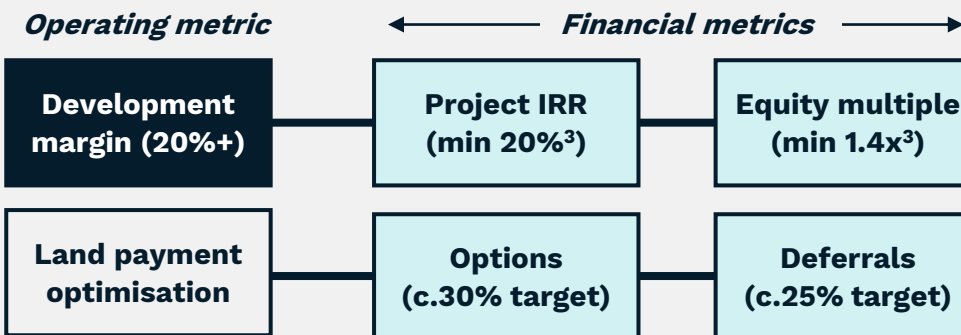 Operating metric
Financial metrics
Development
margin (20%+)
Project IRR
(min 20%³)
Equity multiple
(min 1.4x³)
Land payment
optimisation
Options
(c.30% target)
Deferrals
(c.25% target)